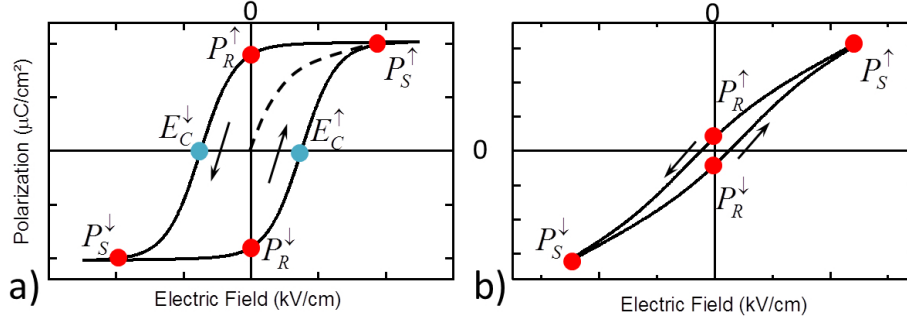 0
P_R^↑
P_S^↑
E_C^↓
E_C^↑
P_S^↓
P_R^↓
Polarization (μC/cm²)
a)
Electric Field (kV/cm)
0
P_R^↑
P_S^↑
0
P_R^↓
P_S^↓
b)
Electric Field (kV/cm)